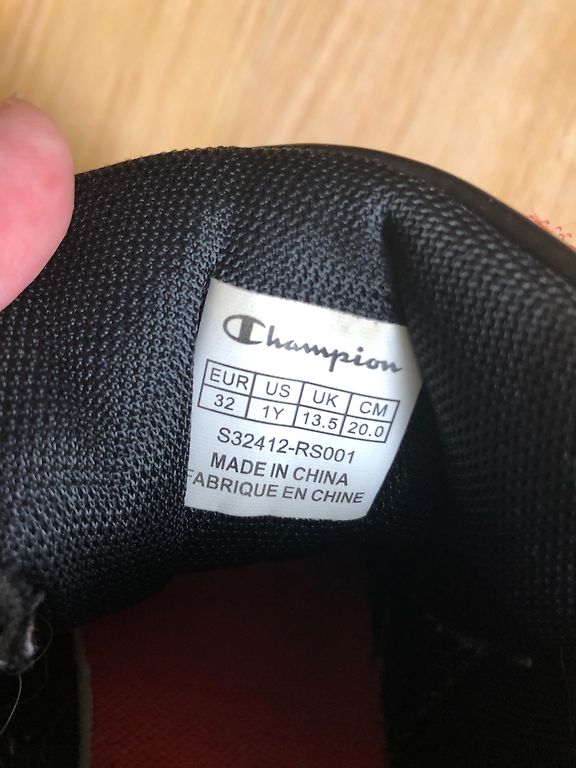 Champion
EUR US UK CM
32 1Y 13.5 20.0
S32412-RS001
MADE IN CHINA
FABRIQUE EN CHINE